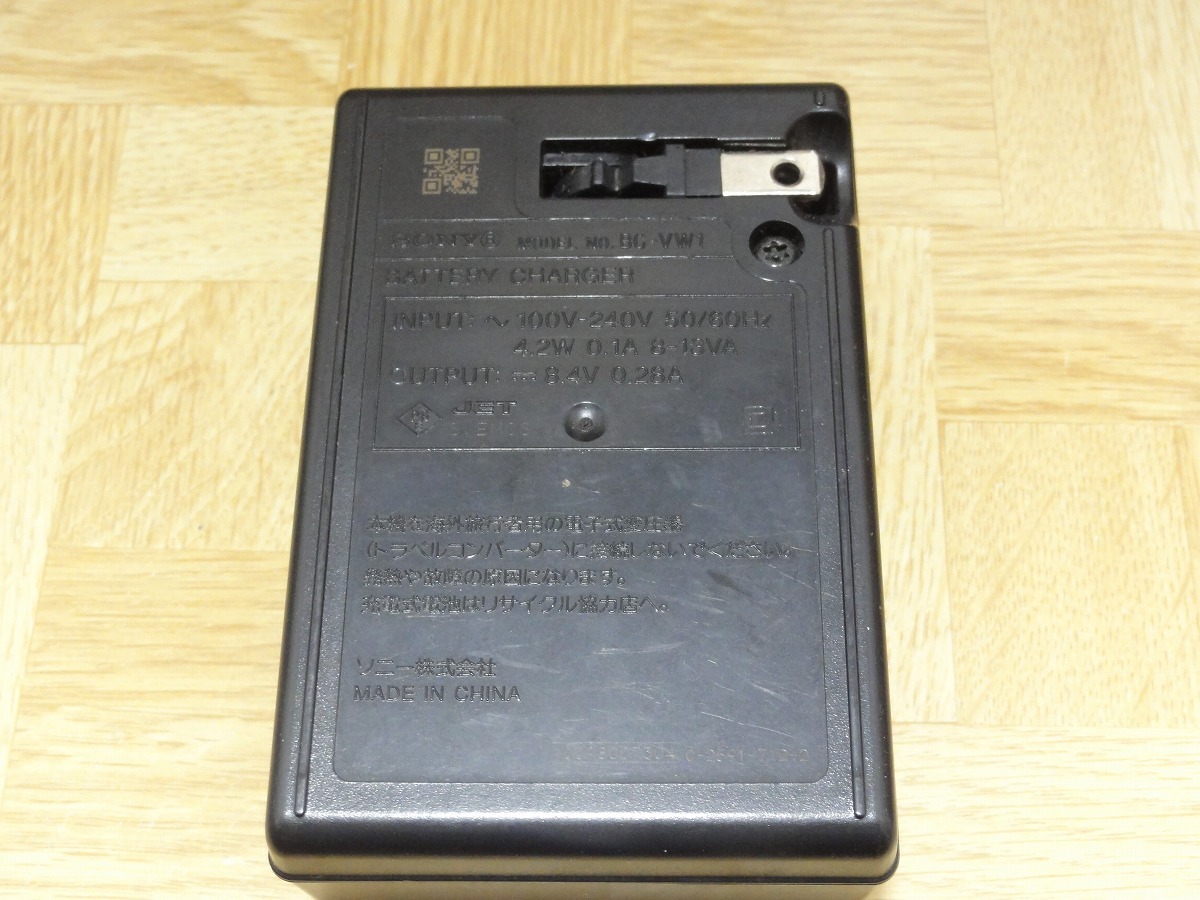 SONY® MODEL NO. BC-VW1
BATTERY CHARGER
INPUT: ∼ 100V-240V 50/60Hz
4.2W 0.1A 8-13VA
OUTPUT: ⎓ 8.4V 0.28A
JET
本機を海外旅行者用の電子式変圧器
(トラベルコンバーター)に接続しないでください。
発熱や故障の原因になります。
充電式電池はリサイクル協力店へ。
ソニー株式会社
MADE IN CHINA